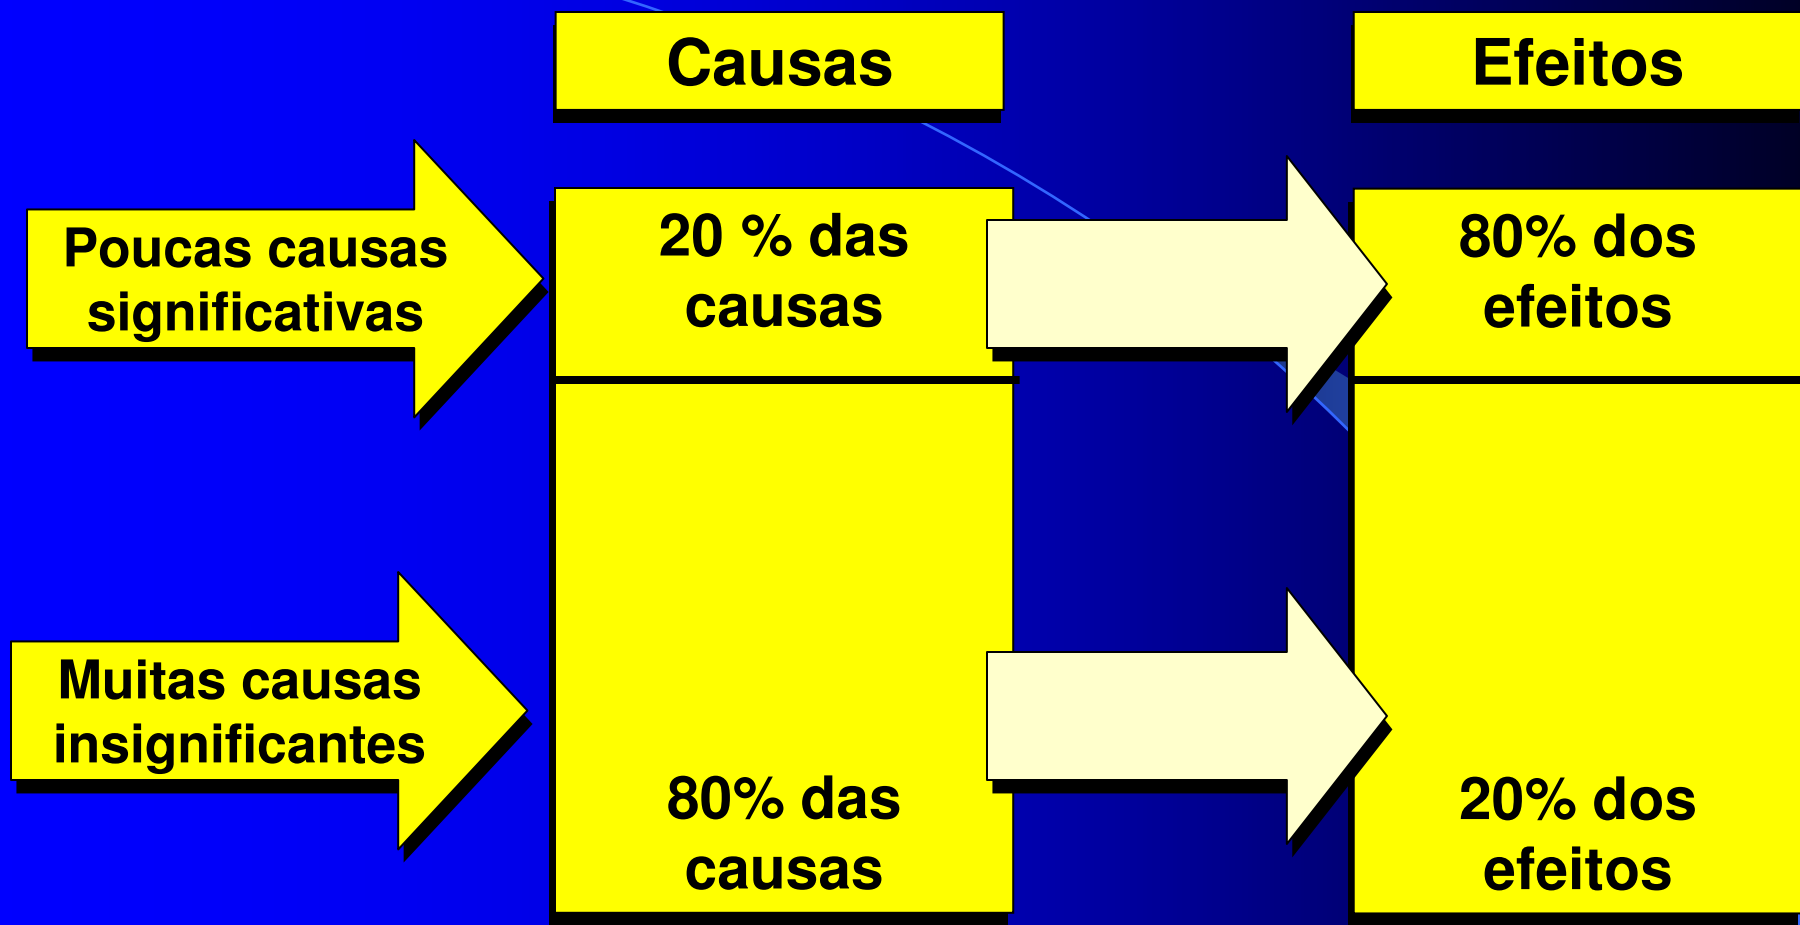 Causas
Efeitos
Poucas causas
significativas
20 % das
causas
80% dos
efeitos
Muitas causas
insignificantes
80% das
causas
20% dos
efeitos